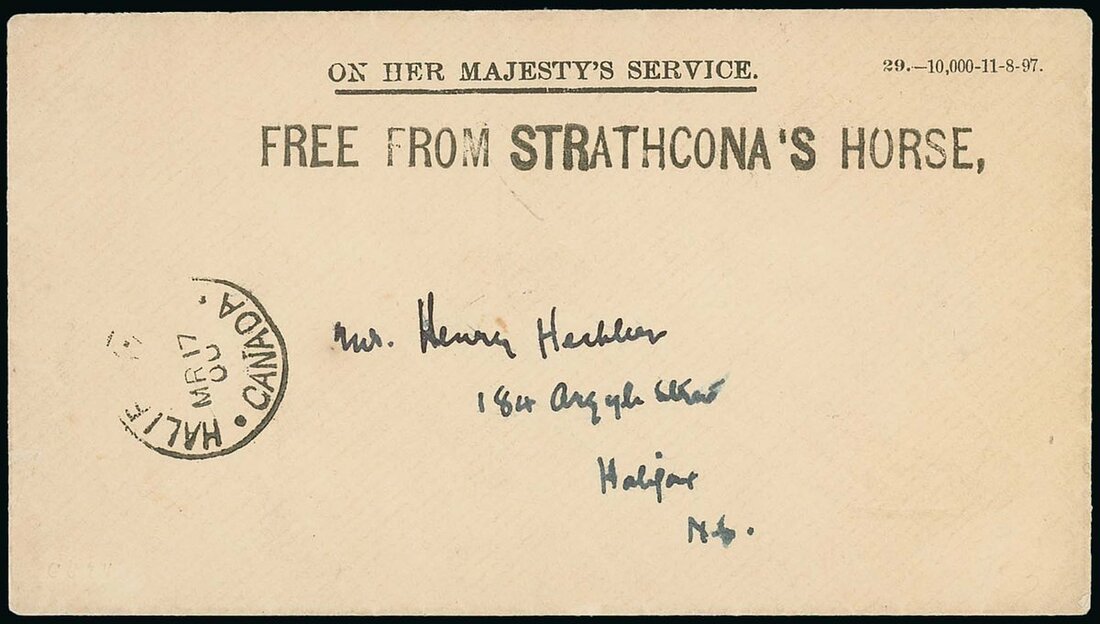 ON HER MAJESTY'S SERVICE.
29.—10,000-11-8-97.
FREE FROM STRATHCONA'S HORSE,
HALIF
CANADA
MR 17
00
Mr. Henry Hechler
184 Argyle Street
Halifax
N.S.